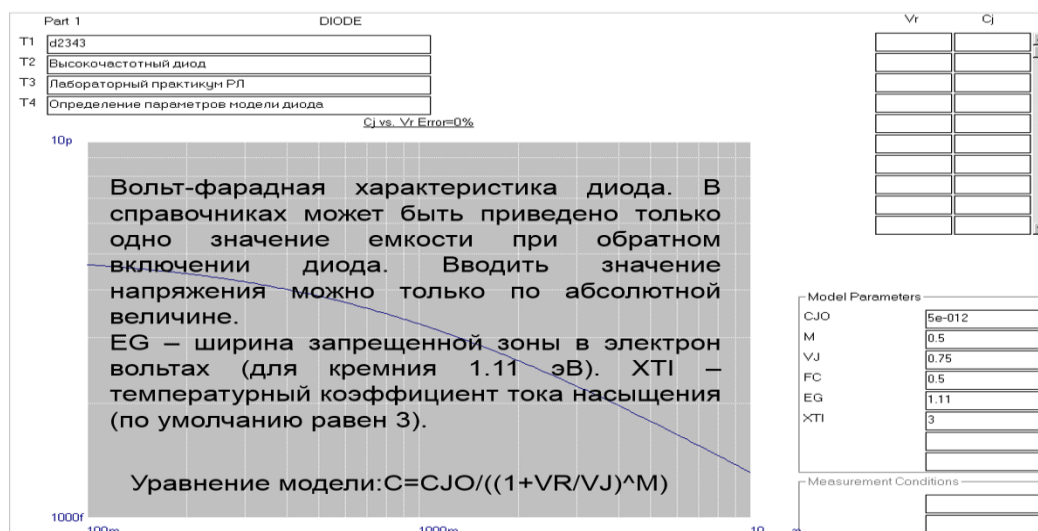 Part 1 DIODE
Vr Cj
T1 d2343
T2 Высокочастотный диод
T3 Лабораторный практикум РЛ
T4 Определение параметров модели диода
Cj vs. Vr Error=0%
10p
Вольт-фарадная характеристика диода. В
справочниках может быть приведено только
одно значение емкости при обратном
включении диода. Вводить значение
напряжения можно только по абсолютной
величине.
EG – ширина запрещенной зоны в электрон
вольтах (для кремния 1.11 эВ). XTI –
температурный коэффициент тока насыщения
(по умолчанию равен 3).
Уравнение модели:C=CJO/((1+VR/VJ)^M)
1000f
100m 1000m 10
Model Parameters
CJO 5e-012
M 0.5
VJ 0.75
FC 0.5
EG 1.11
XTI 3
Measurement Conditions